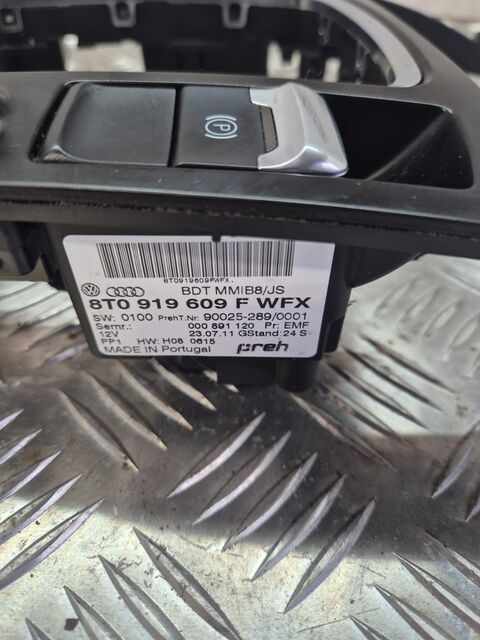 P
8T0919609FWFX.
BDT MMIB8/JS
8T0 919 609 F WFX
SW: 0100 PrehT.Nr: 90025-289/0001
Sernr.: 000 891 120 Pr: EMF
12V 23.07.11 GStand: 24 S
PP1 HW: H08 0615
MADE IN Portugal preh